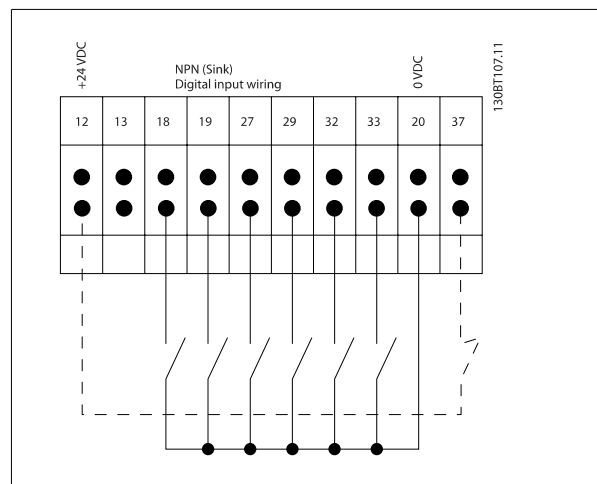 +24 VDC
NPN (Sink)
Digital input wiring
0 VDC
130BT107.11
12 13 18 19 27 29 32 33 20 37